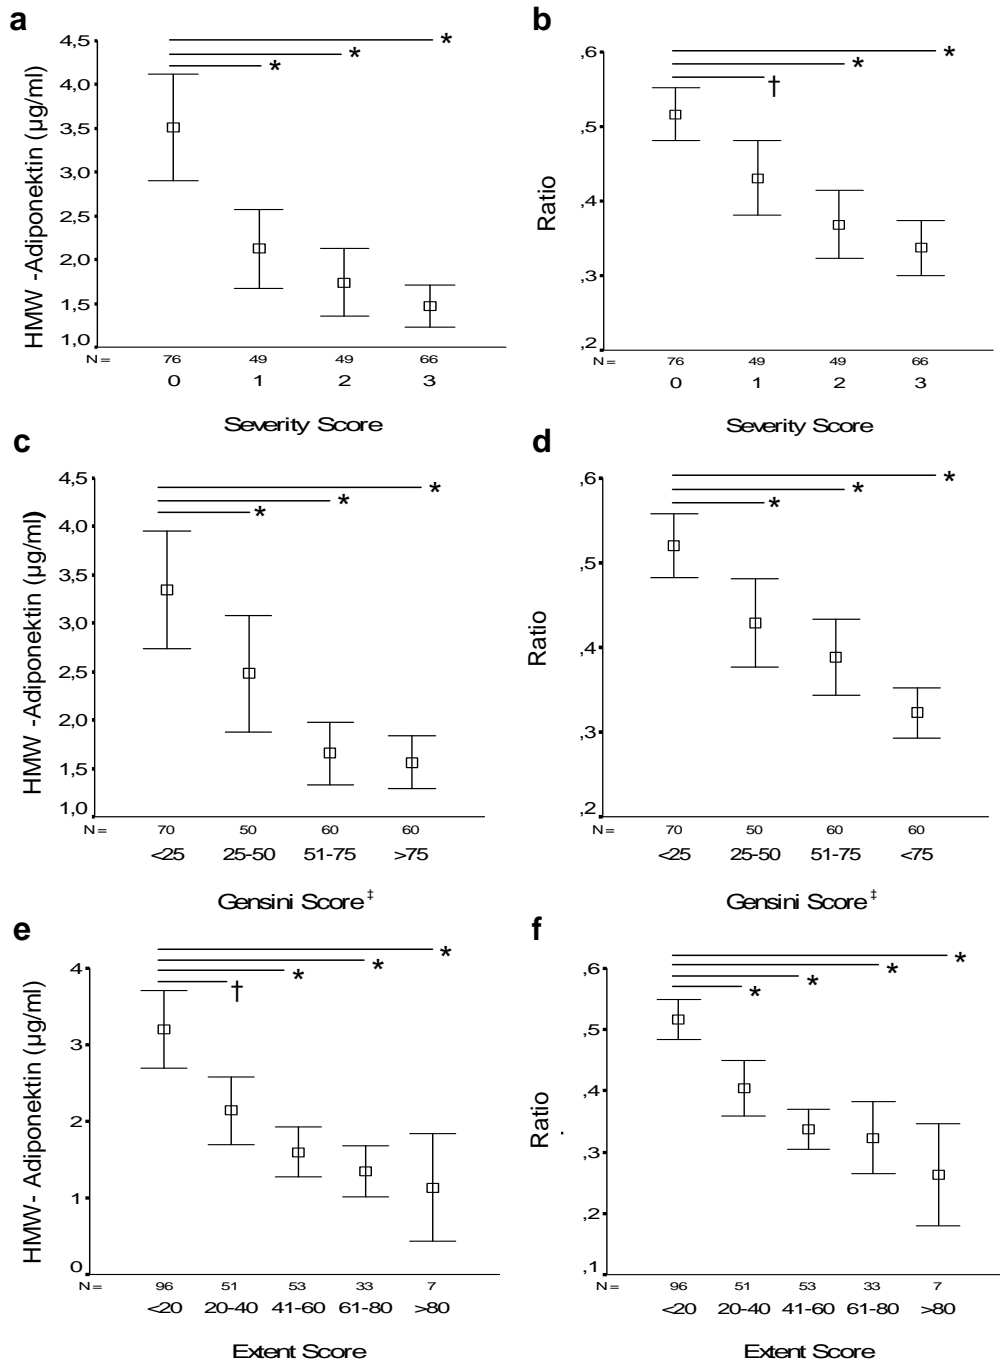 a
HMW -Adiponektin (µg/ml)
4,5
4,0
3,5
3,0
2,5
2,0
1,5
1,0
* * *
N = 76 49 49 66
0 1 2 3
Severity Score
b
Ratio
,6
,5
,4
,3
,2
† * *
N = 76 49 49 66
0 1 2 3
Severity Score
c
HMW -Adiponektin (µg/ml)
4,5
4,0
3,5
3,0
2,5
2,0
1,5
1,0
* * *
N = 70 50 60 60
<25 25-50 51-75 >75
Gensini Score‡
d
Ratio
,6
,5
,4
,3
,2
* * *
N = 70 50 60 60
<25 25-50 51-75 <75
Gensini Score‡
e
HMW- Adiponektin (µg/ml)
4
3
2
1
0
† * * *
N = 96 51 53 33 7
<20 20-40 41-60 61-80 >80
Extent Score
f
Ratio
,6
,5
,4
,3
,2
,1
* * * *
N = 96 51 53 33 7
<20 20-40 41-60 61-80 >80
Extent Score